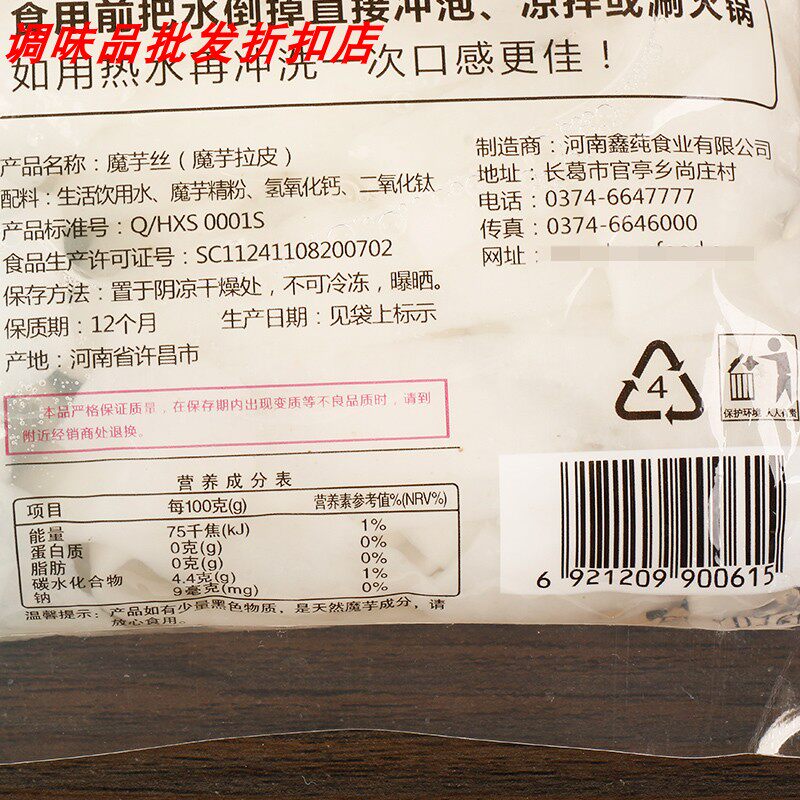 食用前把水倒掉直接冲泡、凉拌或涮火锅
调味品批发折扣店
如用热水再冲洗一次口感更佳！
产品名称：魔芋丝（魔芋拉皮）
配料：生活饮用水、魔芋精粉、氢氧化钙、二氧化钛
产品标准号：Q/HXS 0001S
食品生产许可证号：SC11241108200702
保存方法：置于阴凉干燥处，不可冷冻，曝晒。
保质期：12个月 生产日期：见袋上标示
产地：河南省许昌市
制造商：河南鑫莼食业有限公司
地址：长葛市官亭乡尚庄村
电话：0374-6647777
传真：0374-6646000
网址：
本品严格保证质量，在保存期内出现变质等不良品质时，请到
附近经销商处退换。
4
保护环境 人人有责
营养成分表
项目 每100克(g) 营养素参考值%(NRV%)
能量 75千焦(kJ) 1%
蛋白质 0克(g) 0%
脂肪 0克(g) 0%
碳水化合物 4.4克(g) 1%
钠 9毫克(mg) 0%
温馨提示：产品如有少量黑色物质，是天然魔芋成分，请
放心食用。
6 921209 900615